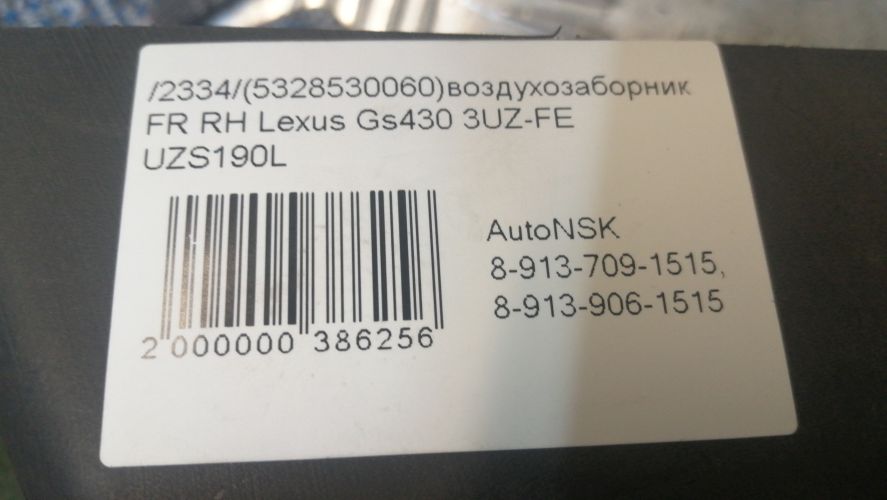 /2334/(5328530060)воздухозаборник
FR RH Lexus Gs430 3UZ-FE
UZS190L
AutoNSK
8-913-709-1515,
8-913-906-1515
2 000000 386256